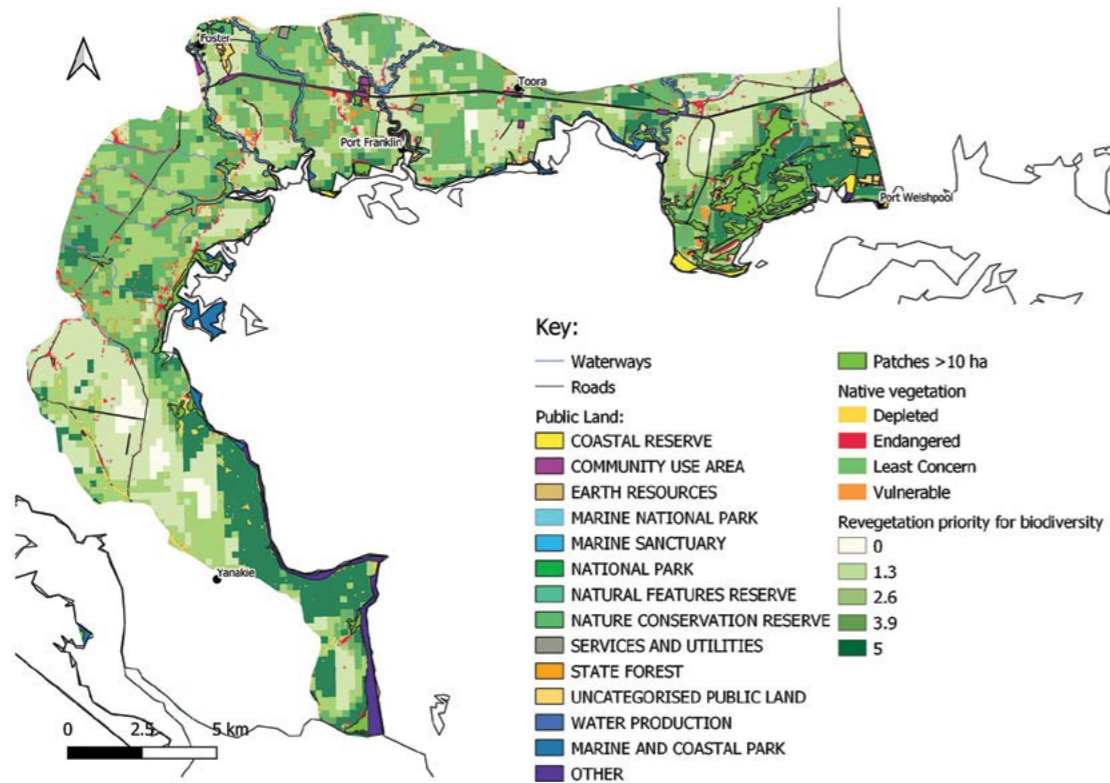 Foster
Toora
Port Franklin
Port Welshpool
Yanakie
0 2.5 5 km
Key:
Waterways
Roads
Public Land:
COASTAL RESERVE
COMMUNITY USE AREA
EARTH RESOURCES
MARINE NATIONAL PARK
MARINE SANCTUARY
NATIONAL PARK
NATURAL FEATURES RESERVE
NATURE CONSERVATION RESERVE
SERVICES AND UTILITIES
STATE FOREST
UNCATEGORISED PUBLIC LAND
WATER PRODUCTION
MARINE AND COASTAL PARK
OTHER
Patches >10 ha
Native vegetation
Depleted
Endangered
Least Concern
Vulnerable
Revegetation priority for biodiversity
0
1.3
2.6
3.9
5